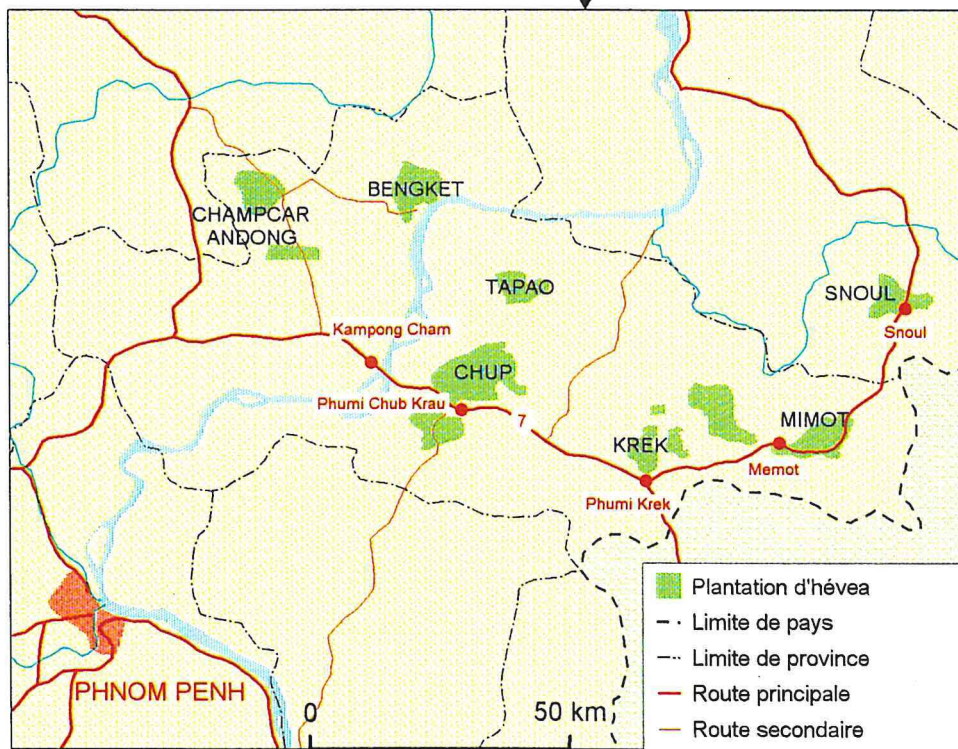 BENGKET
CHAMPCAR
ANDONG
TAPAO
SNOUL
Snoul
Kampong Cham
CHUP
Phumi Chub Krau
7
KREK
MIMOT
Memot
Phumi Krek
PHNOM PENH
0 50 km
Plantation d'hévea
Limite de pays
Limite de province
Route principale
Route secondaire